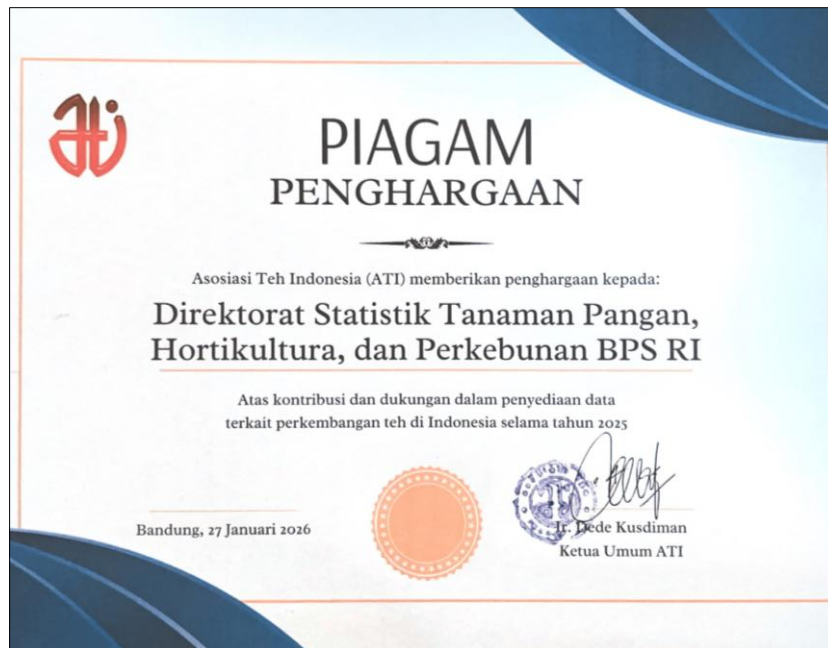 ati
PIAGAM
PENGHARGAAN
Asosiasi Teh Indonesia (ATI) memberikan penghargaan kepada:
Direktorat Statistik Tanaman Pangan,
Hortikultura, dan Perkebunan BPS RI
Atas kontribusi dan dukungan dalam penyediaan data
terkait perkembangan teh di Indonesia selama tahun 2025
Bandung, 27 Januari 2026
Ir. Dede Kusdiman
Ketua Umum ATI